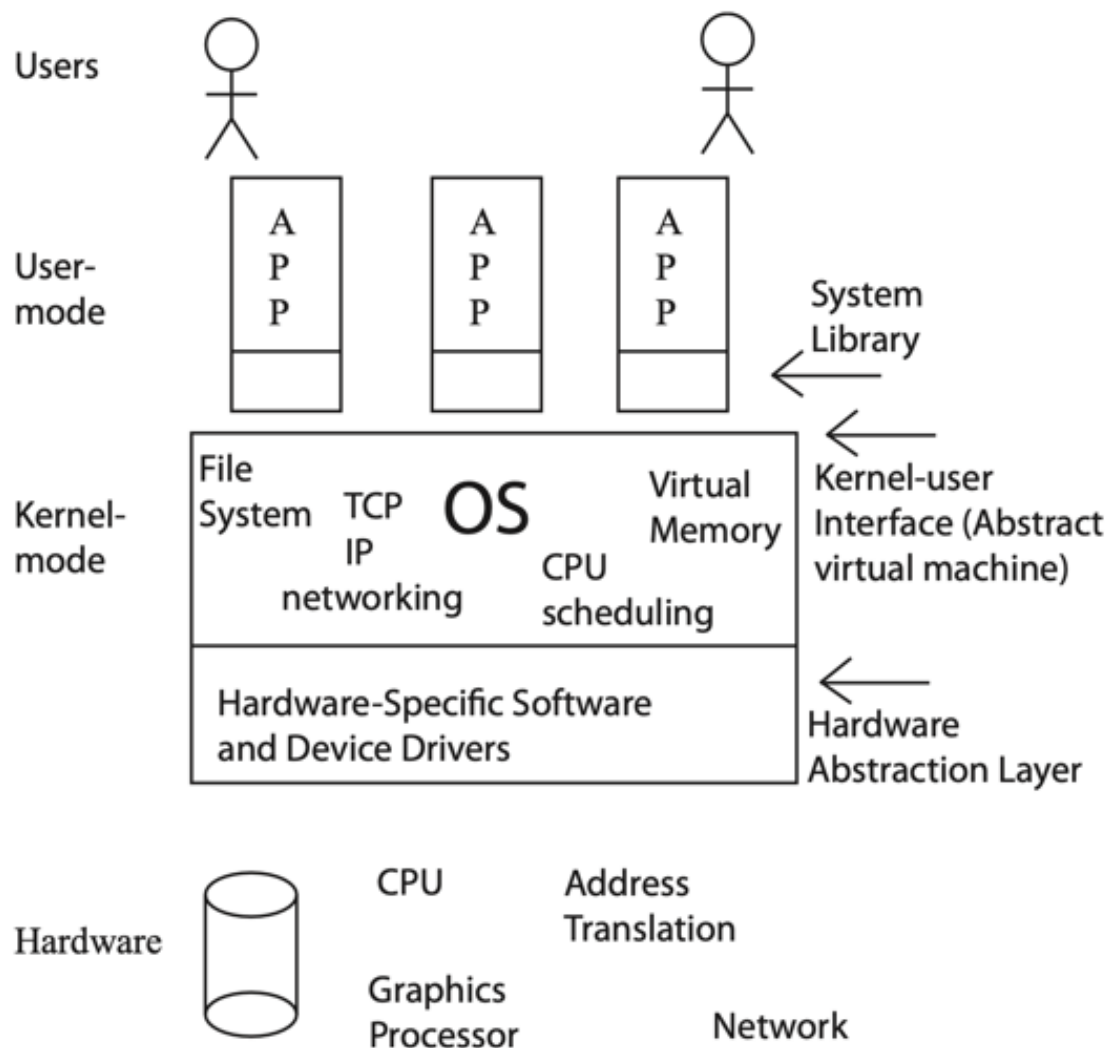 Users
User-
mode
A
P
P
A
P
P
A
P
P
System
Library
Kernel-
mode
File
System
TCP
IP
networking
OS
CPU
scheduling
Virtual
Memory
Kernel-user
Interface (Abstract
virtual machine)
Hardware-Specific Software
and Device Drivers
Hardware
Abstraction Layer
Hardware
CPU
Address
Translation
Graphics
Processor
Network